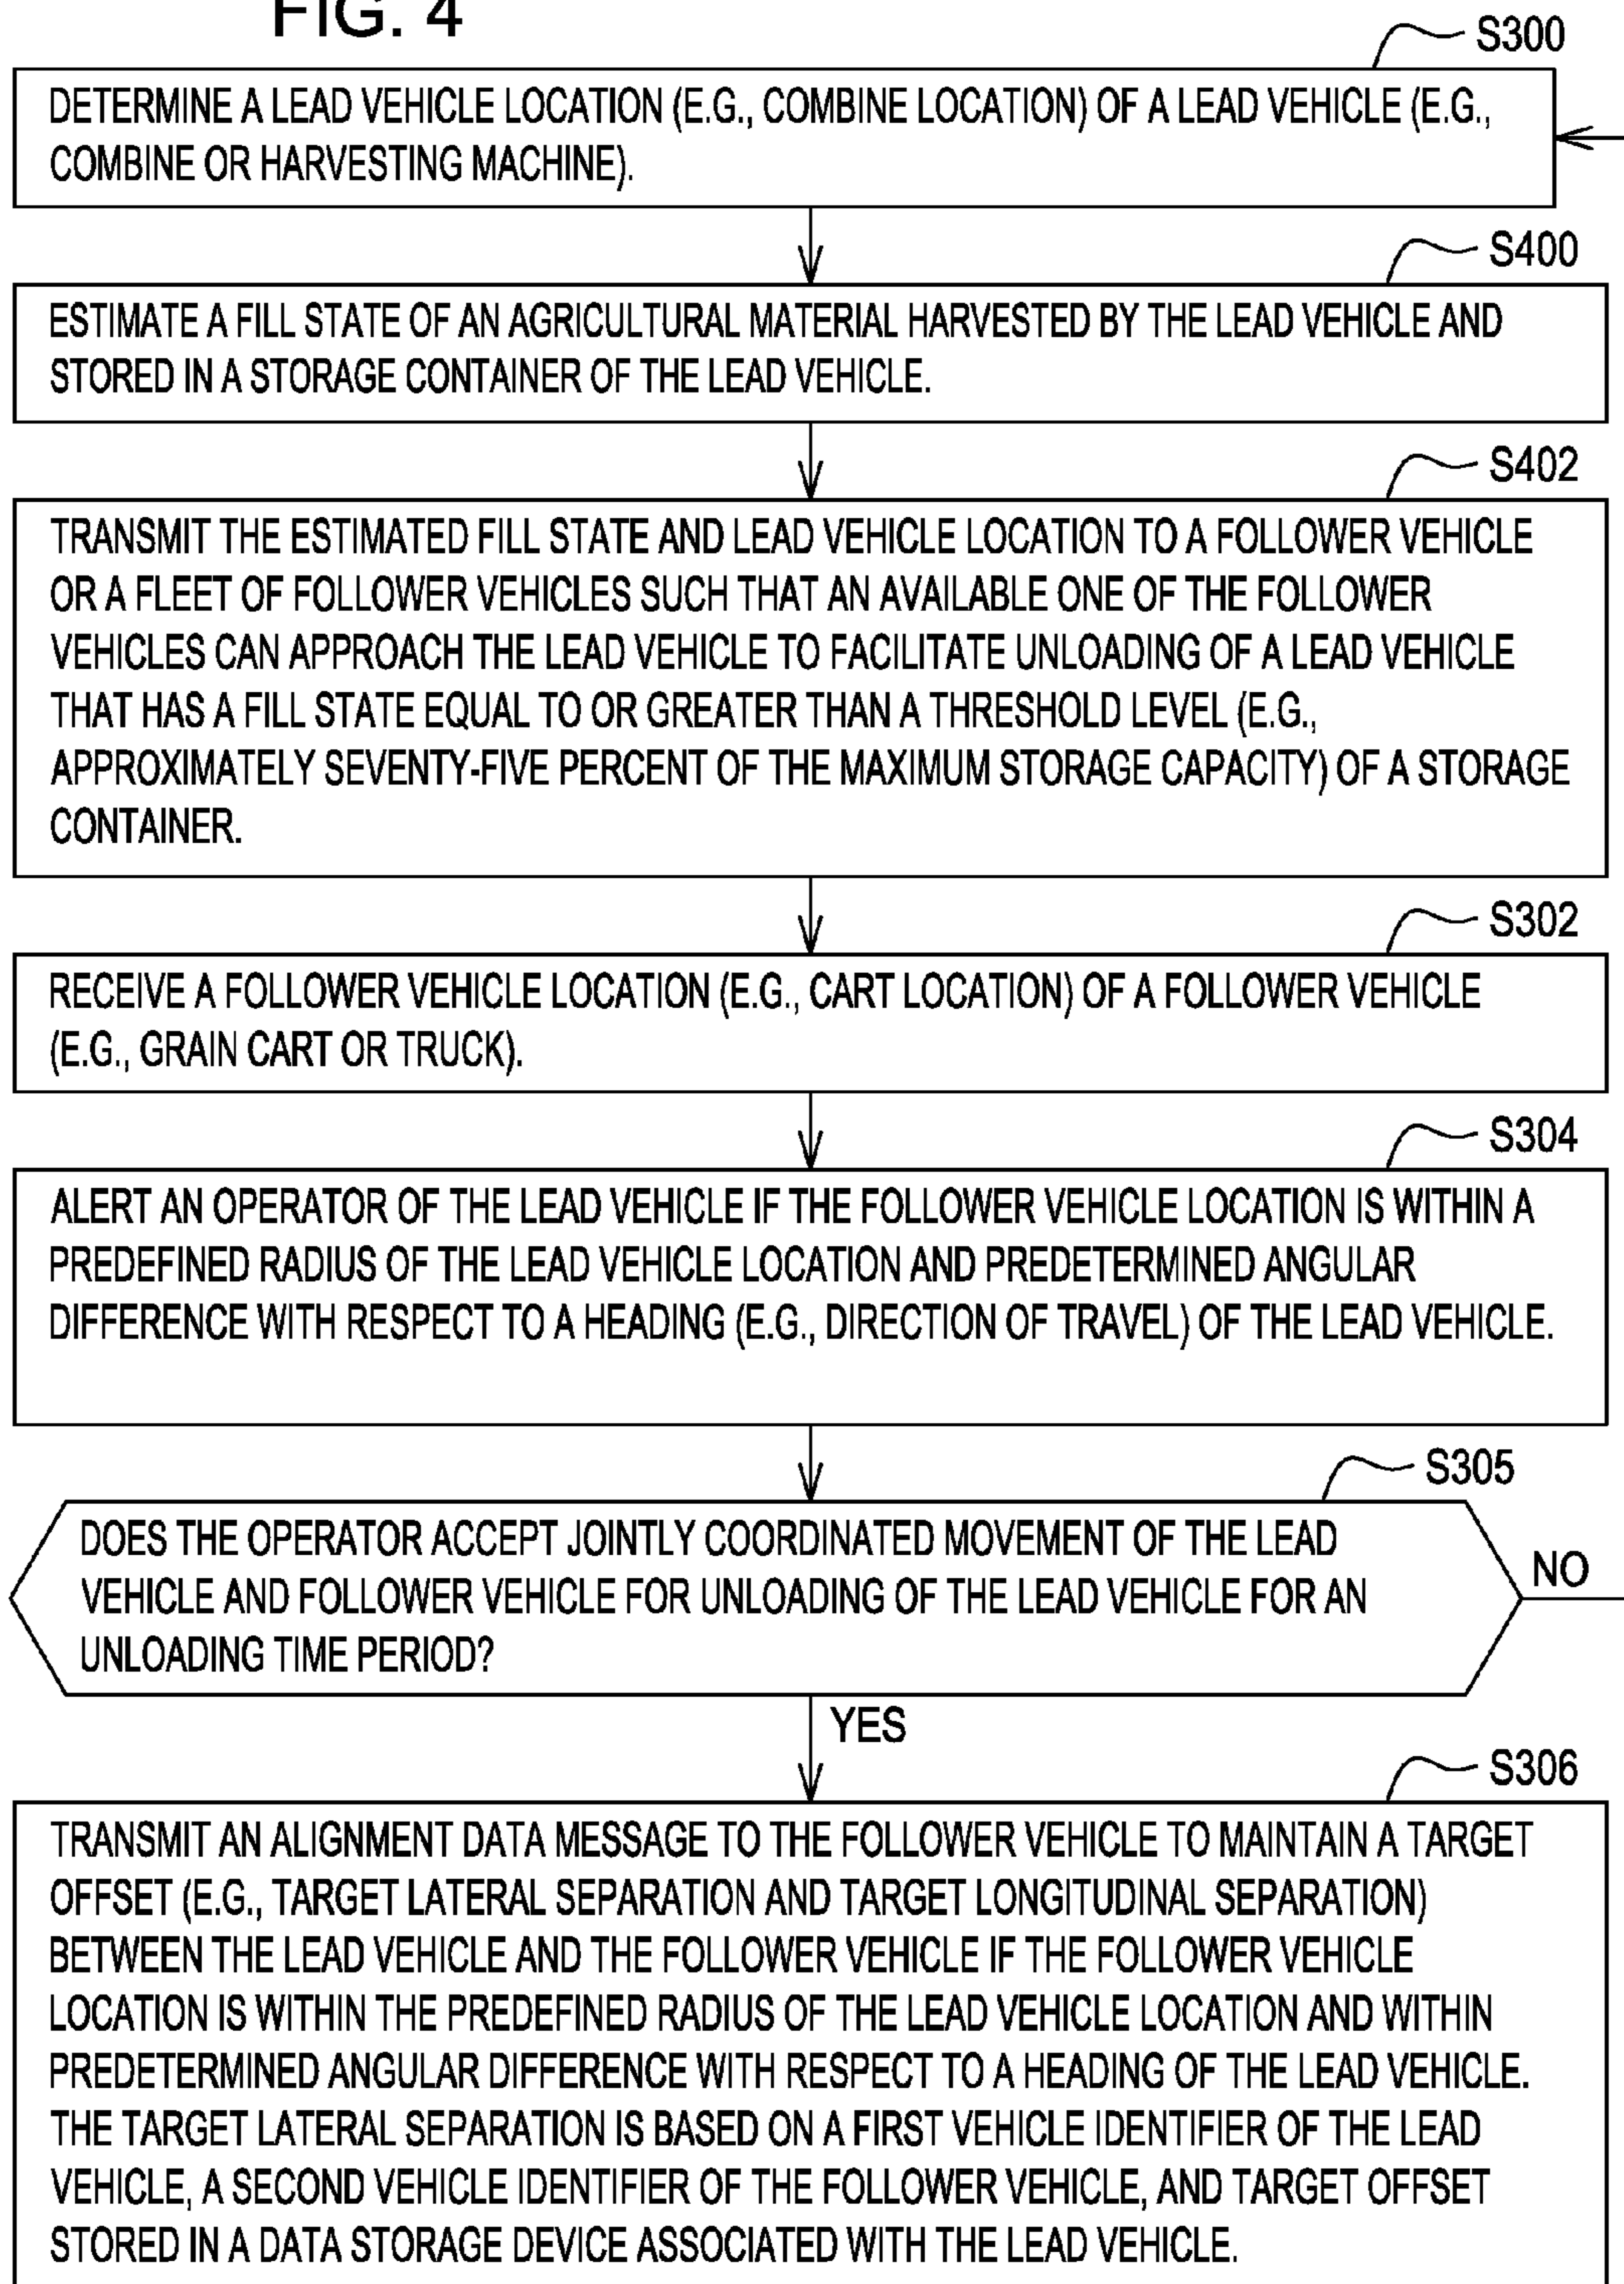 FIG. 4
S300
DETERMINE A LEAD VEHICLE LOCATION (E.G., COMBINE LOCATION) OF A LEAD VEHICLE (E.G.,
COMBINE OR HARVESTING MACHINE).
S400
ESTIMATE A FILL STATE OF AN AGRICULTURAL MATERIAL HARVESTED BY THE LEAD VEHICLE AND
STORED IN A STORAGE CONTAINER OF THE LEAD VEHICLE.
S402
TRANSMIT THE ESTIMATED FILL STATE AND LEAD VEHICLE LOCATION TO A FOLLOWER VEHICLE
OR A FLEET OF FOLLOWER VEHICLES SUCH THAT AN AVAILABLE ONE OF THE FOLLOWER
VEHICLES CAN APPROACH THE LEAD VEHICLE TO FACILITATE UNLOADING OF A LEAD VEHICLE
THAT HAS A FILL STATE EQUAL TO OR GREATER THAN A THRESHOLD LEVEL (E.G.,
APPROXIMATELY SEVENTY-FIVE PERCENT OF THE MAXIMUM STORAGE CAPACITY) OF A STORAGE
CONTAINER.
S302
RECEIVE A FOLLOWER VEHICLE LOCATION (E.G., CART LOCATION) OF A FOLLOWER VEHICLE
(E.G., GRAIN CART OR TRUCK).
S304
ALERT AN OPERATOR OF THE LEAD VEHICLE IF THE FOLLOWER VEHICLE LOCATION IS WITHIN A
PREDEFINED RADIUS OF THE LEAD VEHICLE LOCATION AND PREDETERMINED ANGULAR
DIFFERENCE WITH RESPECT TO A HEADING (E.G., DIRECTION OF TRAVEL) OF THE LEAD VEHICLE.
S305
DOES THE OPERATOR ACCEPT JOINTLY COORDINATED MOVEMENT OF THE LEAD
VEHICLE AND FOLLOWER VEHICLE FOR UNLOADING OF THE LEAD VEHICLE FOR AN
UNLOADING TIME PERIOD?
NO
YES
S306
TRANSMIT AN ALIGNMENT DATA MESSAGE TO THE FOLLOWER VEHICLE TO MAINTAIN A TARGET
OFFSET (E.G., TARGET LATERAL SEPARATION AND TARGET LONGITUDINAL SEPARATION)
BETWEEN THE LEAD VEHICLE AND THE FOLLOWER VEHICLE IF THE FOLLOWER VEHICLE
LOCATION IS WITHIN THE PREDEFINED RADIUS OF THE LEAD VEHICLE LOCATION AND WITHIN
PREDETERMINED ANGULAR DIFFERENCE WITH RESPECT TO A HEADING OF THE LEAD VEHICLE.
THE TARGET LATERAL SEPARATION IS BASED ON A FIRST VEHICLE IDENTIFIER OF THE LEAD
VEHICLE, A SECOND VEHICLE IDENTIFIER OF THE FOLLOWER VEHICLE, AND TARGET OFFSET
STORED IN A DATA STORAGE DEVICE ASSOCIATED WITH THE LEAD VEHICLE.